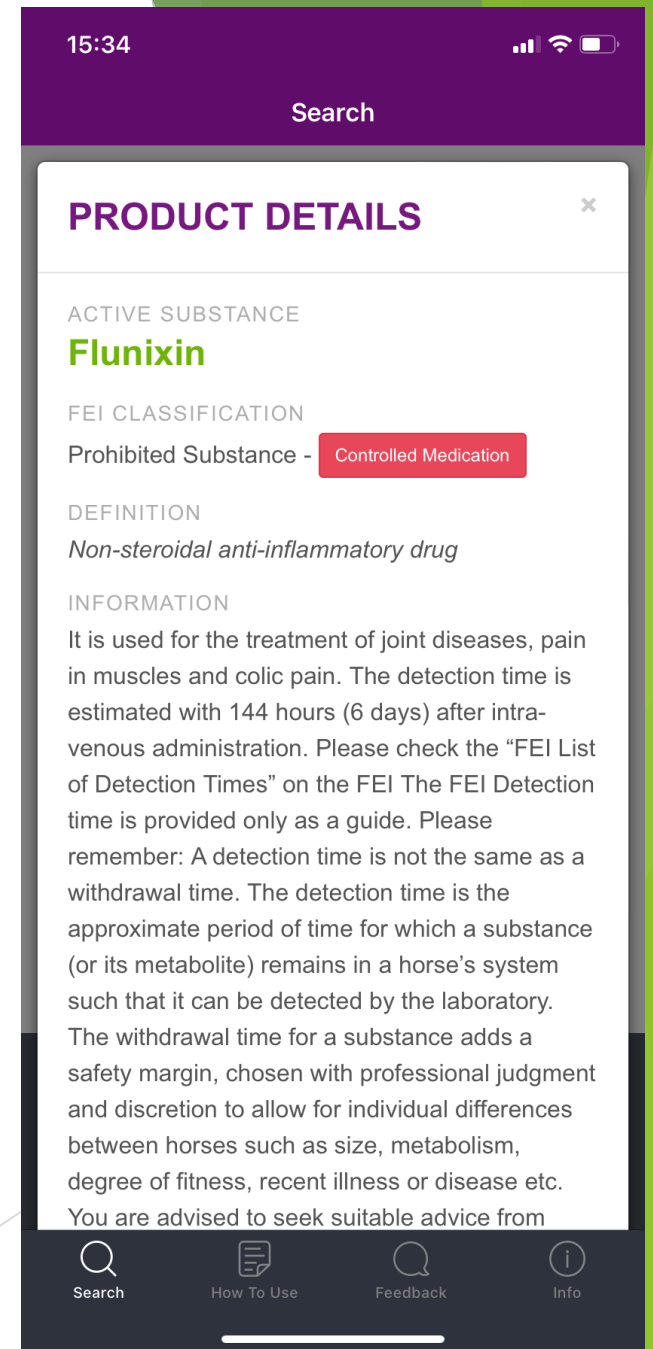 15:34
Search
PRODUCT DETAILS
×
ACTIVE SUBSTANCE
Flunixin
FEI CLASSIFICATION
Prohibited Substance - Controlled Medication
DEFINITION
Non-steroidal anti-inflammatory drug
INFORMATION
It is used for the treatment of joint diseases, pain
in muscles and colic pain. The detection time is
estimated with 144 hours (6 days) after intra-
venous administration. Please check the “FEI List
of Detection Times” on the FEI The FEI Detection
time is provided only as a guide. Please
remember: A detection time is not the same as a
withdrawal time. The detection time is the
approximate period of time for which a substance
(or its metabolite) remains in a horse’s system
such that it can be detected by the laboratory.
The withdrawal time for a substance adds a
safety margin, chosen with professional judgment
and discretion to allow for individual differences
between horses such as size, metabolism,
degree of fitness, recent illness or disease etc.
You are advised to seek suitable advice from
Search How To Use Feedback Info